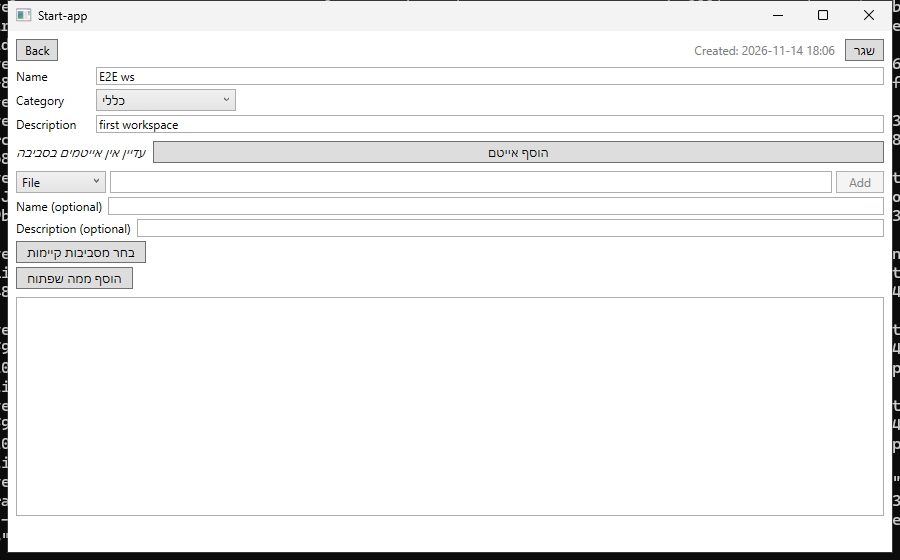 Start-app
Back
Created: 2026-11-14 18:06
שגר
Name
E2E ws
Category
כללי
Description
first workspace
עדיין אין אייטמים בסביבה
הוסף אייטם
File
Add
Name (optional)
Description (optional)
בחר מסביבות קיימות
הוסף ממה שפתוח